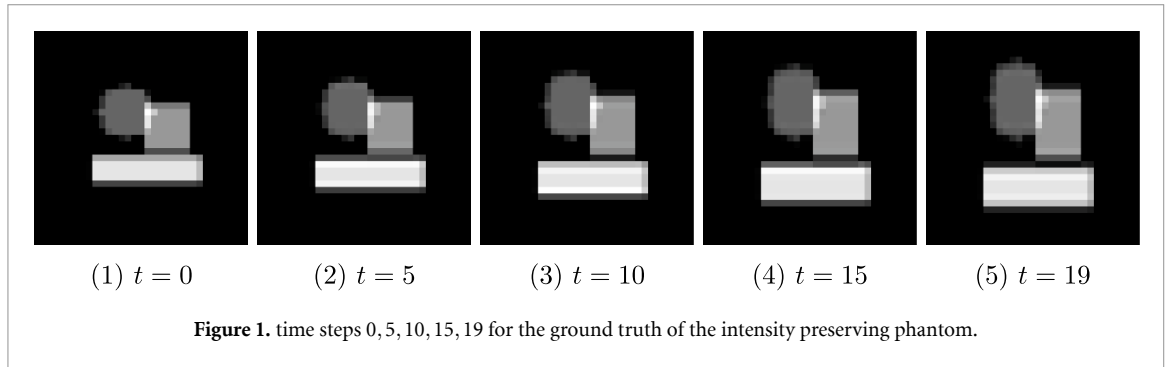 (1) t = 0 (2) t = 5 (3) t = 10 (4) t = 15 (5) t = 19
Figure 1. time steps 0, 5, 10, 15, 19 for the ground truth of the intensity preserving phantom.